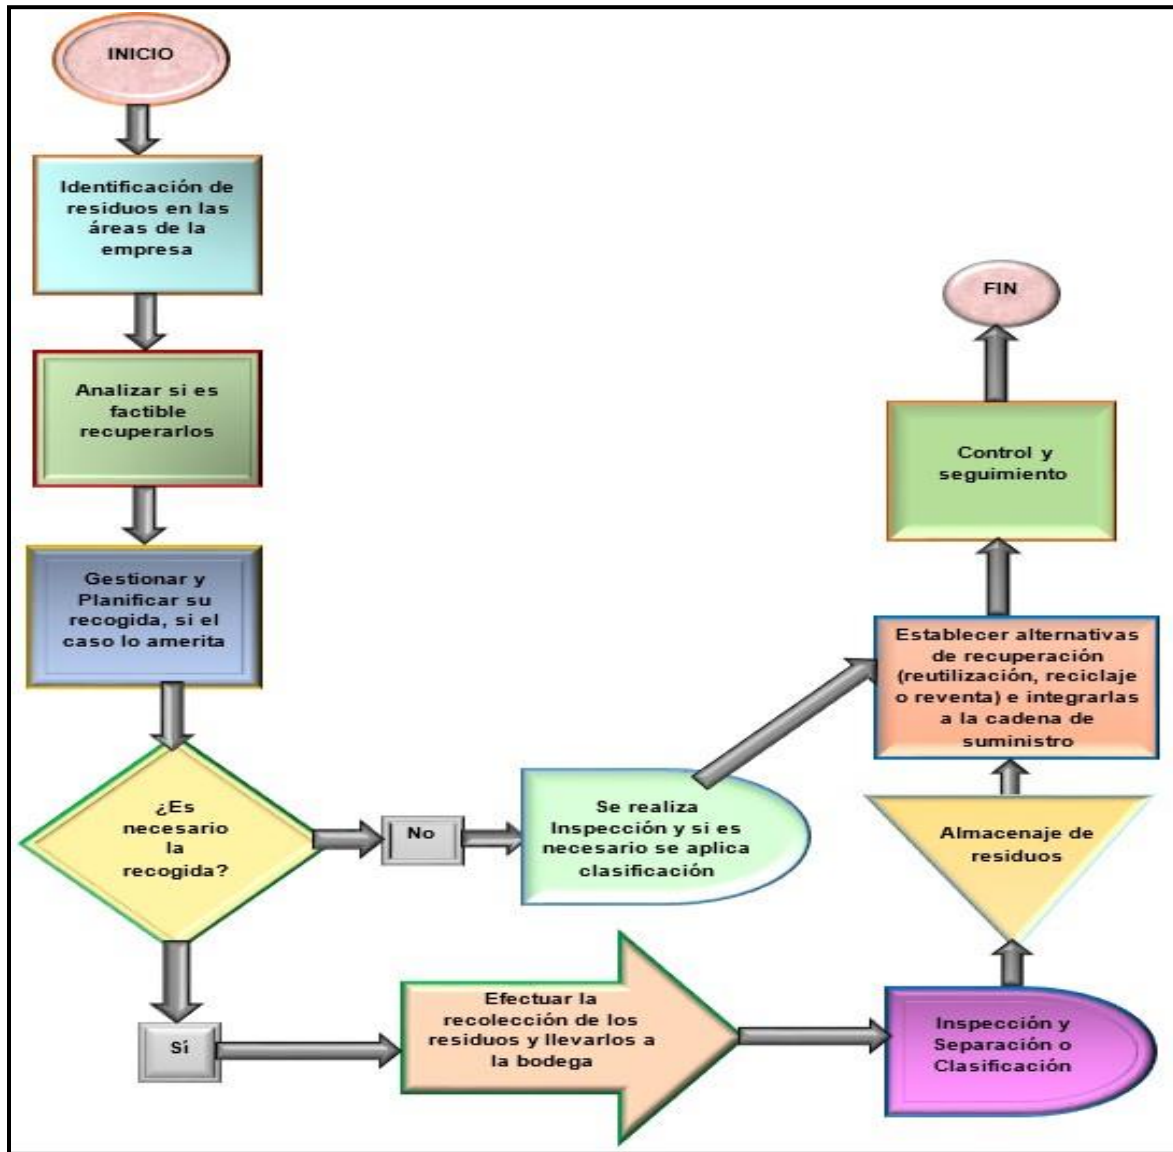 INICIO
Identificación de
residuos en las
áreas de la
empresa
Analizar si es
factible
recuperarlos
Gestionar y
Planificar su
recogida, si el
caso lo amerita
¿Es
necesario
la
recogida?
No
Se realiza
Inspección y si es
necesario se aplica
clasificación
Sí
Efectuar la
recolección de los
residuos y llevarlos a
la bodega
Inspección y
Separación o
Clasificación
Almacenaje de
residuos
Establecer alternativas
de recuperación
(reutilización, reciclaje
o reventa) e integrarlas
a la cadena de
suministro
Control y
seguimiento
FIN